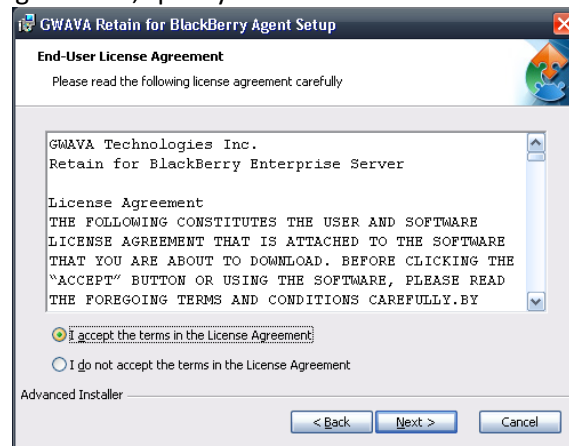 GWAVA Retain for BlackBerry Agent Setup
End-User License Agreement
Please read the following license agreement carefully
GWAVA Technologies Inc.
Retain for BlackBerry Enterprise Server
License Agreement
THE FOLLOWING CONSTITUTES THE USER AND SOFTWARE
LICENSE AGREEMENT THAT IS ATTACHED TO THE SOFTWARE
THAT YOU ARE ABOUT TO DOWNLOAD. BEFORE CLICKING THE
"ACCEPT" BUTTON OR USING THE SOFTWARE, PLEASE READ
THE FOREGOING TERMS AND CONDITIONS CAREFULLY.BY
I accept the terms in the License Agreement
I do not accept the terms in the License Agreement
Advanced Installer
< Back Next > Cancel